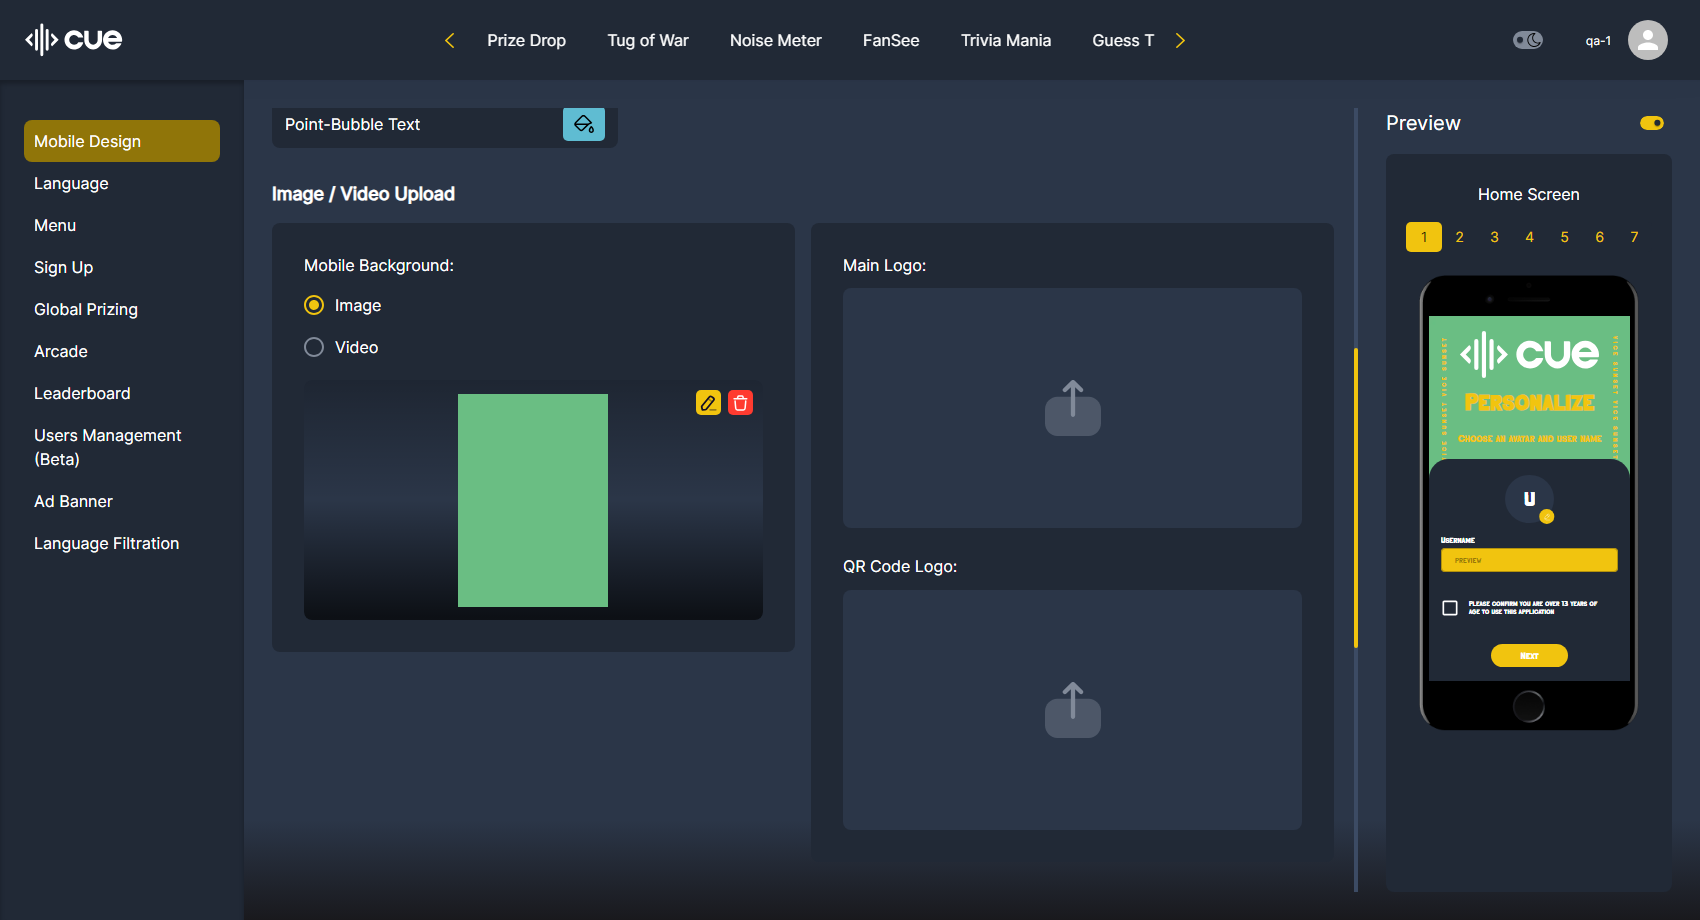 cue
Prize Drop
Tug of War
Noise Meter
FanSee
Trivia Mania
Guess T
qa-1
Mobile Design
Language
Menu
Sign Up
Global Prizing
Arcade
Leaderboard
Users Management
(Beta)
Ad Banner
Language Filtration
Point-Bubble Text
Image / Video Upload
Mobile Background:
Image
Video
Main Logo:
QR Code Logo:
Preview
Home Screen
1 2 3 4 5 6 7
cue
Personalize
Choose an avatar and user name
U
Username
PREVIEW
Please confirm you are over 13 years of
age to use this application
Next